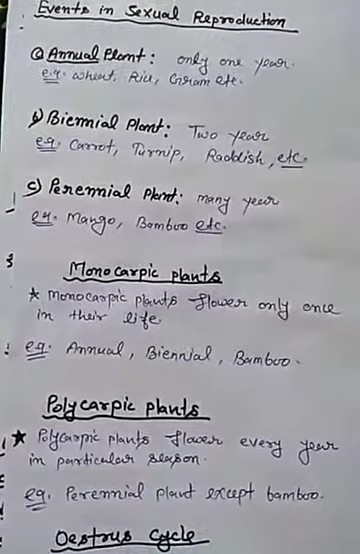 Events in Sexual Reproduction
a) Annual Plant: only one year.
e.g. wheat, Rice, Gram etc.
b) Biennial Plant: Two year
eg. Carrot, Turnip, Raddish, etc.
c) Perennial Plant: many year
eg. Mango, Bamboo etc.
Monocarpic plants
★ Monocarpic plants flower only once
in their life.
eg. Annual, Biennial, Bamboo.
Polycarpic plants
★ Polycarpic plants flower every year
in particular season.
eg. Perennial plant except bamboo.
Oestrus Cycle